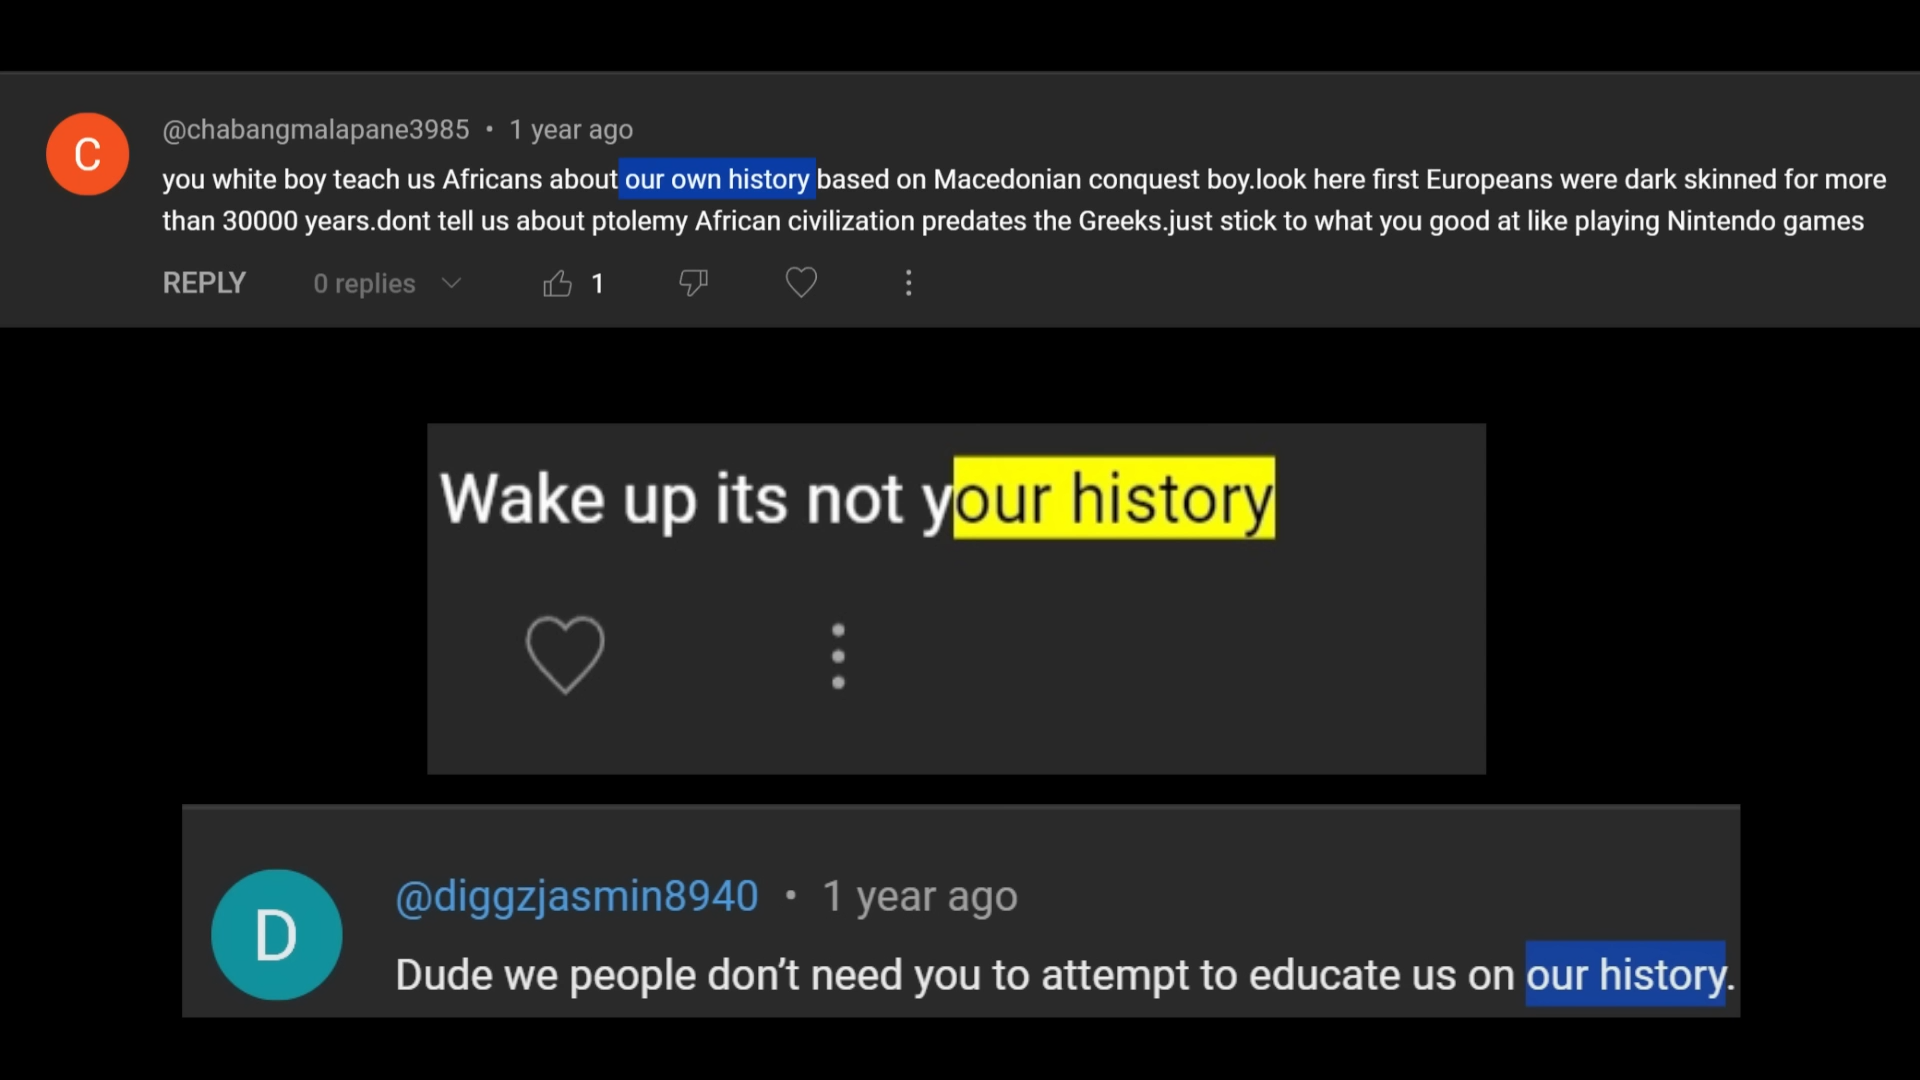 C
@chabangmalapane3985 • 1 year ago
you white boy teach us Africans about our own history based on Macedonian conquest boy.look here first Europeans were dark skinned for more
than 30000 years.dont tell us about ptolemy African civilization predates the Greeks.just stick to what you good at like playing Nintendo games
REPLY 0 replies 1
Wake up its not your history
D
@diggzjasmin8940 • 1 year ago
Dude we people don’t need you to attempt to educate us on our history.